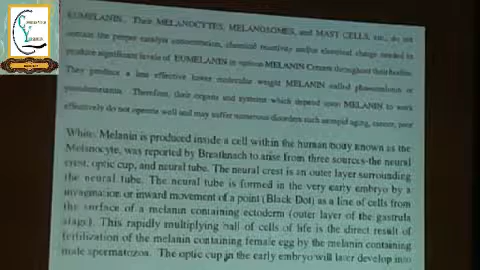 EUMELANIN. Their MELANOCYTES, MELANOSOMES, and MAST CELLS, etc., do not
contain the proper catalyst concentration, chemical reactivity and/or electrical charge needed to
produce significant levels of EUMELANIN in various MELANIN Centers throughout their bodies.
They produce a less effective lower molecular weight MELANIN called phaeomelanin or
pseudomelanin. Therefore, their organs and systems which depend upon MELANIN to work
effectively do not operate well and may suffer numerous disorders such as rapid aging, cancer, poor
While Melanin is produced inside a cell within the human body known as the
Melanocyte, was reported by Breathnach to arise from three sources-the neural
crest, optic cup, and neural tube. The neural crest is an outer layer surrounding
the neural tube. The neural tube is formed in the very early embryo by
invagination or inward movement of a point (Black Dot) as a line of cells from
the surface of a melanin containing ectoderm (outer layer of the gastrula
stage). This rapidly multiplying ball of cells of life is the direct result of
fertilization of the melanin containing female egg by the melanin containing
male spermatozoa. The optic cup in the early embryo will later develop into